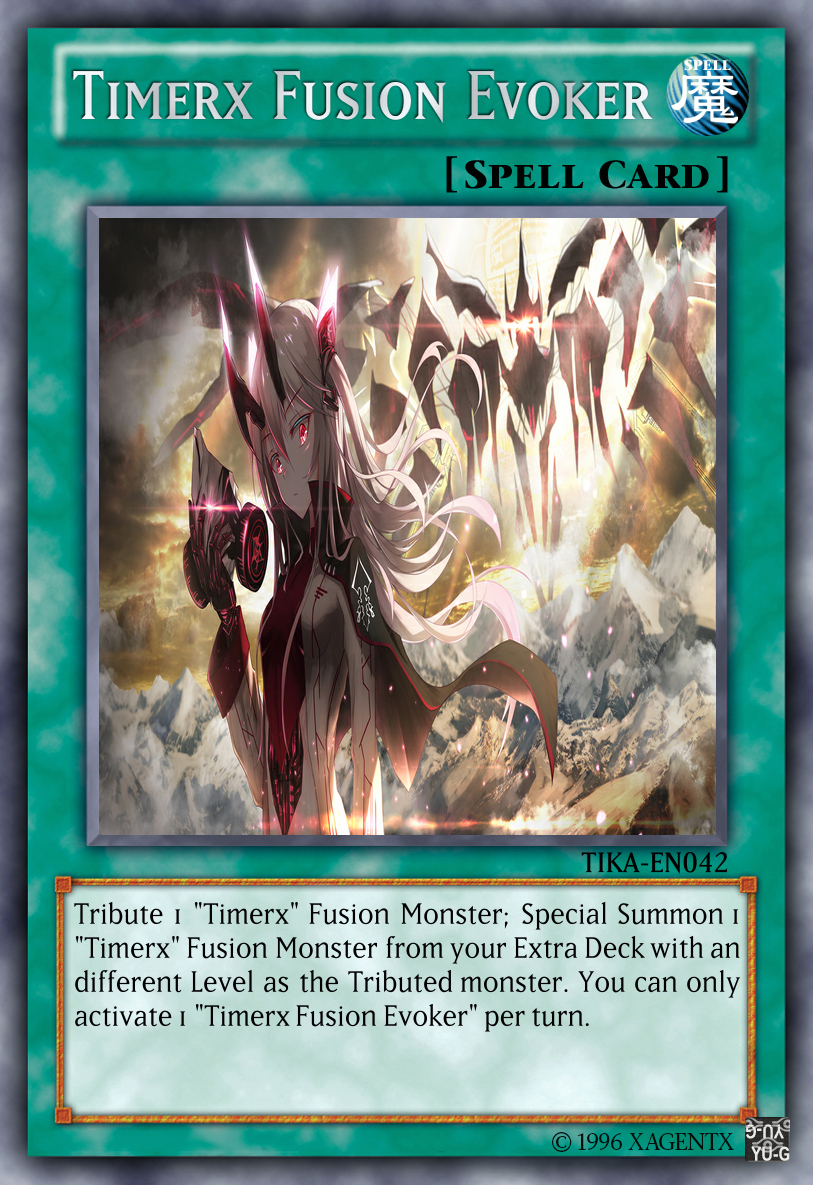 Timerx Fusion Evoker
SPELL
魔
[Spell Card]
TIKA-EN042
Tribute 1 "Timerx" Fusion Monster; Special Summon 1
"Timerx" Fusion Monster from your Extra Deck with an
different Level as the Tributed monster. You can only
activate 1 "Timerx Fusion Evoker" per turn.
© 1996 XAGENTX
YU-G
YU-G